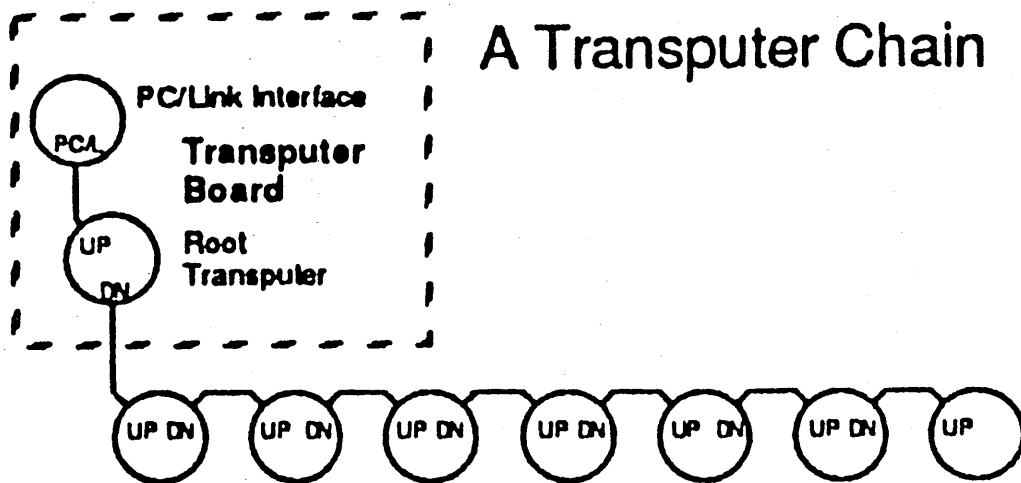 A Transputer Chain
PC/Link Interface
PC/L
Transputer
Board
UP
Root
Transputer
DN
UP DN
UP DN
UP DN
UP DN
UP DN
UP DN
UP